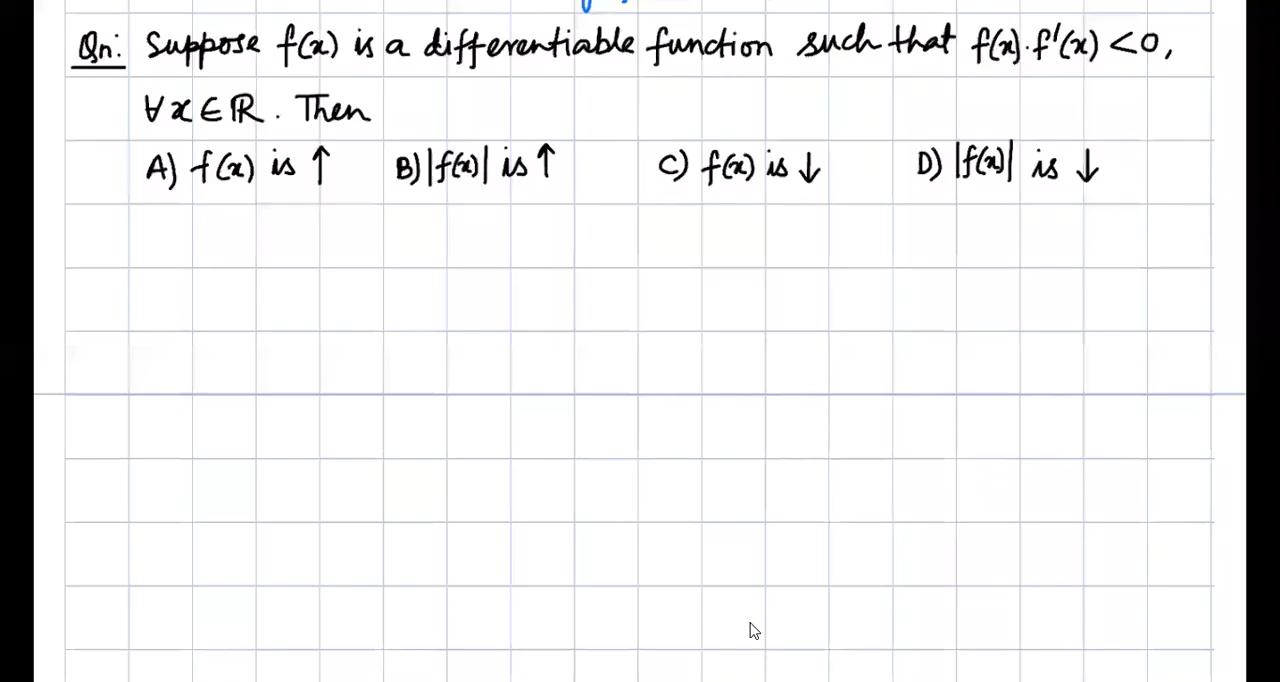 Qn: Suppose f(x) is a differentiable function such that f(x).f'(x) <0,
∀x∈ℝ. Then
A) f(x) is ↑ B) |f(x)| is ↑ C) f(x) is ↓ D) |f(x)| is ↓